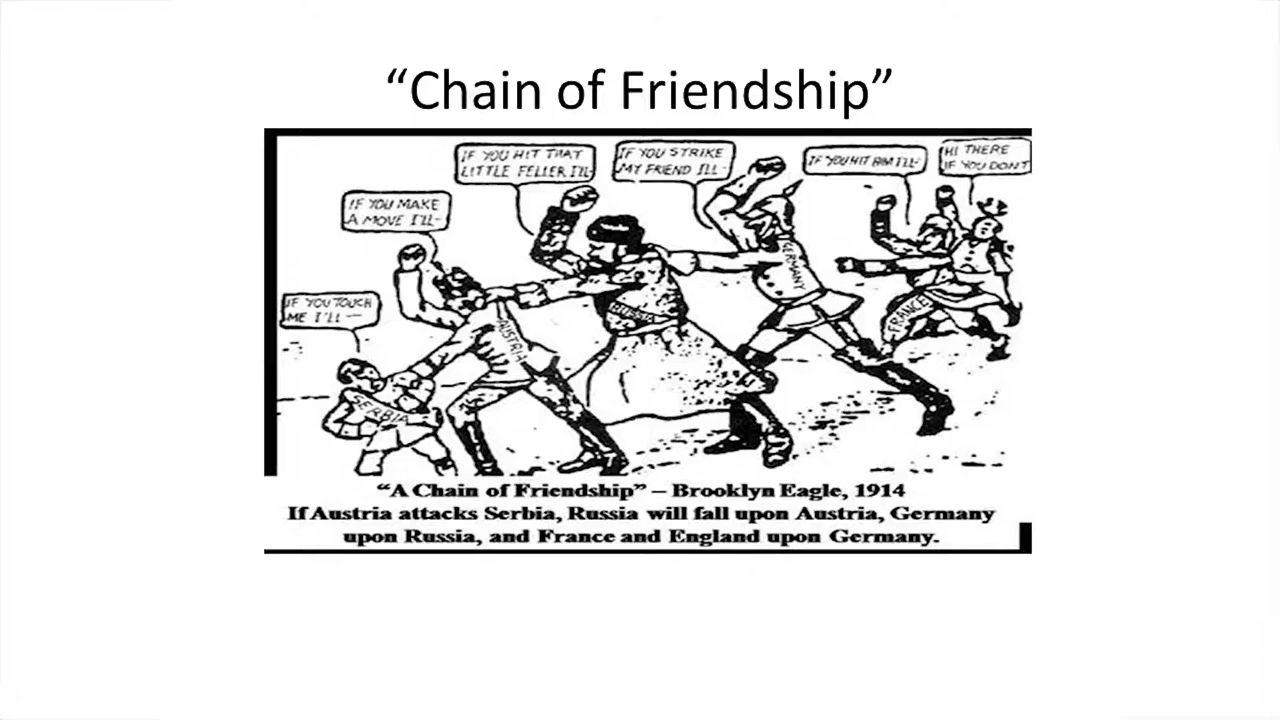 “Chain of Friendship”
IF YOU HIT THAT
LITTLE FELLER I'LL
IF YOU STRIKE
MY FRIEND ILL-
IF YOU HIT HIM I'LL-
HI THERE
IF YOU DON'T
IF YOU MAKE
A MOVE I'LL-
IF YOU TOUCH
ME I'LL —
SERBIA
AUSTRIA
RUSSIA
GERMANY
FRANCE
“A Chain of Friendship” – Brooklyn Eagle, 1914
If Austria attacks Serbia, Russia will fall upon Austria, Germany
upon Russia, and France and England upon Germany.